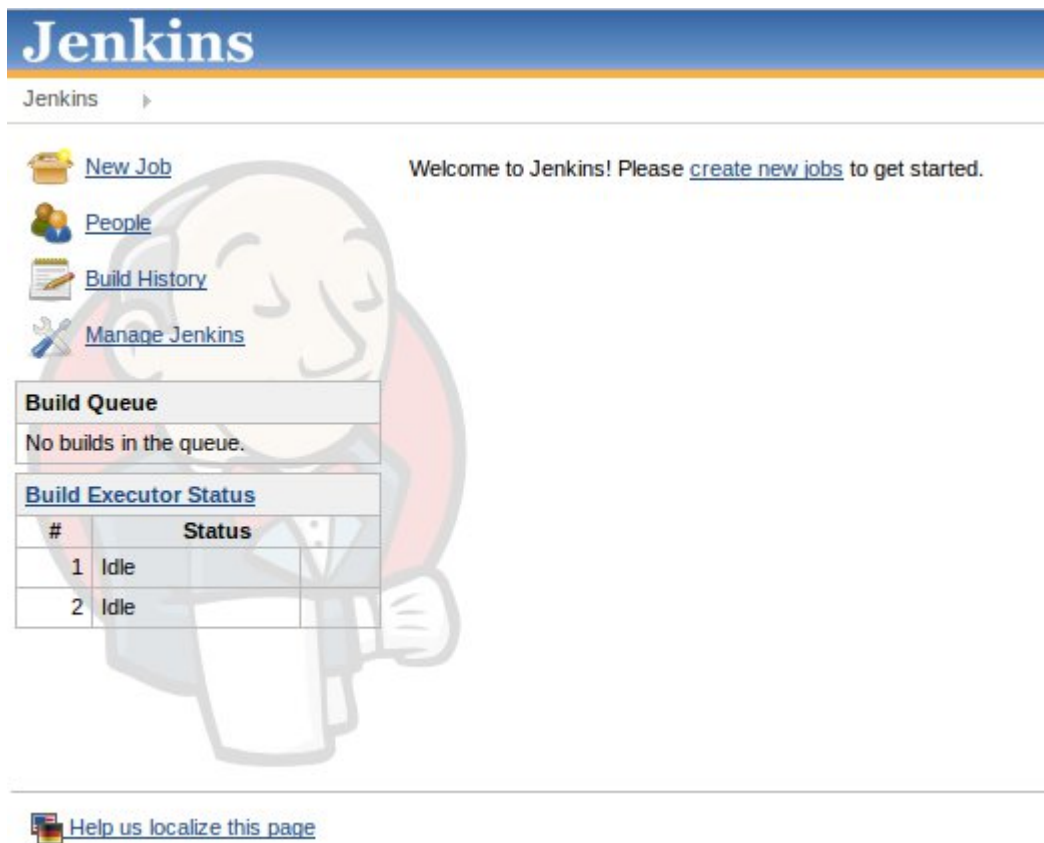 Jenkins
Jenkins
New Job
People
Build History
Manage Jenkins
Welcome to Jenkins! Please create new jobs to get started.
Build Queue
No builds in the queue.
Build Executor Status
# Status
1 Idle
2 Idle
Help us localize this page